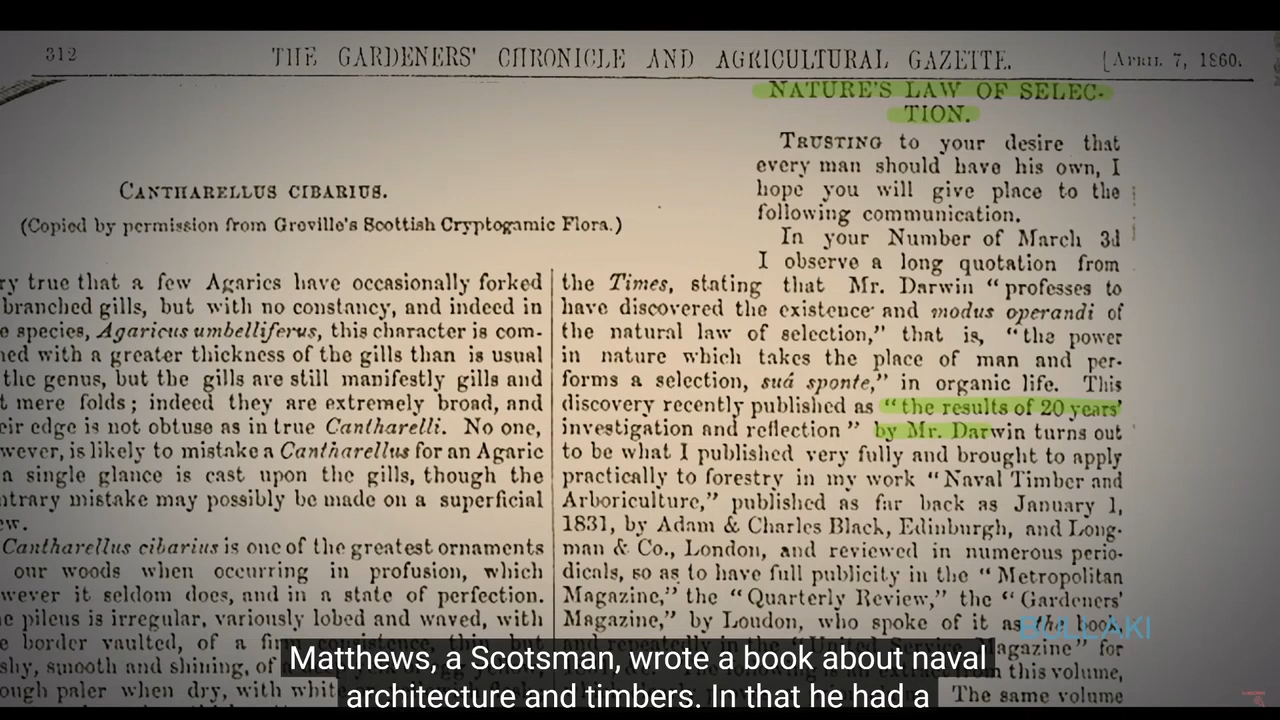 312
THE GARDENERS' CHRONICLE AND AGRICULTURAL GAZETTE.
[APRIL 7, 1860.
CANTHARELLUS CIBARIUS.
(Copied by permission from Greville's Scottish Cryptogamic Flora.)
ry true that a few Agarics have occasionally forked
branched gills, but with no constancy, and indeed in
e species, Agaricus umbelliferus, this character is com-
ned with a greater thickness of the gills than is usual
the genus, but the gills are still manifestly gills and
t mere folds; indeed they are extremely broad, and
eir edge is not obtuse as in true Cantharelli. No one,
wever, is likely to mistake a Cantharellus for an Agaric
a single glance is cast upon the gills, though the
ntrary mistake may possibly be made on a superficial
ew.
Cantharellus cibarius is one of the greatest ornaments
our woods when occurring in profusion, which
wever it seldom does, and in a state of perfection.
e pileus is irregular, variously lobed and waved, with
e border vaulted, of a firm consistence, thin, but
shy, smooth and shining, of
ough paler when dry, with whit
NATURE'S LAW OF SELEC-
TION.
TRUSTING to your desire that
every man should have his own, I
hope you will give place to the
following communication.
In your Number of March 3d
I observe a long quotation from
the Times, stating that Mr. Darwin "professes to
have discovered the existence and modus operandi of
the natural law of selection," that is, "the power
in nature which takes the place of man and per-
forms a selection, suâ sponte," in organic life. This
discovery recently published as "the results of 20 years'
investigation and reflection" by Mr. Darwin turns out
to be what I published very fully and brought to apply
practically to forestry in my work "Naval Timber and
Arboriculture," published as far back as January 1,
1831, by Adam & Charles Black, Edinburgh, and Long-
man & Co., London, and reviewed in numerous perio-
dicals, so as to have full publicity in the "Metropolitan
Magazine," the "Quarterly Review," the "Gardeners'
Magazine," by Loudon, who spoke of it as the book,
and repeatedly in the "United Service Magazine" for
from this volume,
The same volume
BULLAKI
Matthews, a Scotsman, wrote a book about naval
architecture and timbers. In that he had a